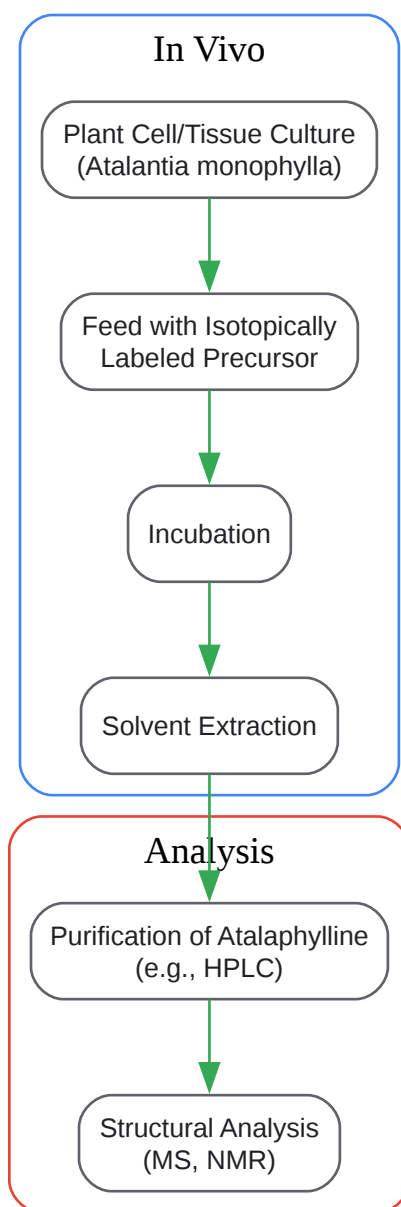 In Vivo
Plant Cell/Tissue Culture
(Atalantia monophylla)
Feed with Isotopically
Labeled Precursor
Incubation
Solvent Extraction
Analysis
Purification of Atalaphylline
(e.g., HPLC)
Structural Analysis
(MS, NMR)